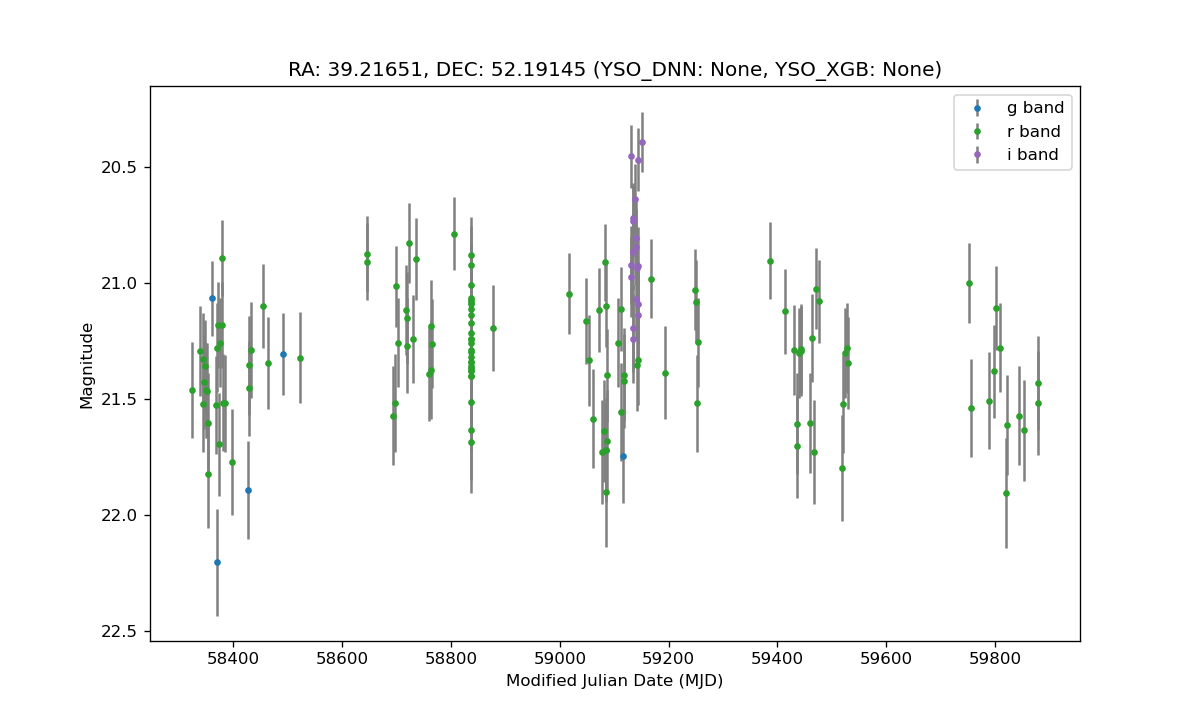 RA: 39.21651, DEC: 52.19145 (YSO_DNN: None, YSO_XGB: None)
g band
r band
i band
20.5
21.0
21.5
22.0
22.5
Magnitude
58400 58600 58800 59000 59200 59400 59600 59800
Modified Julian Date (MJD)